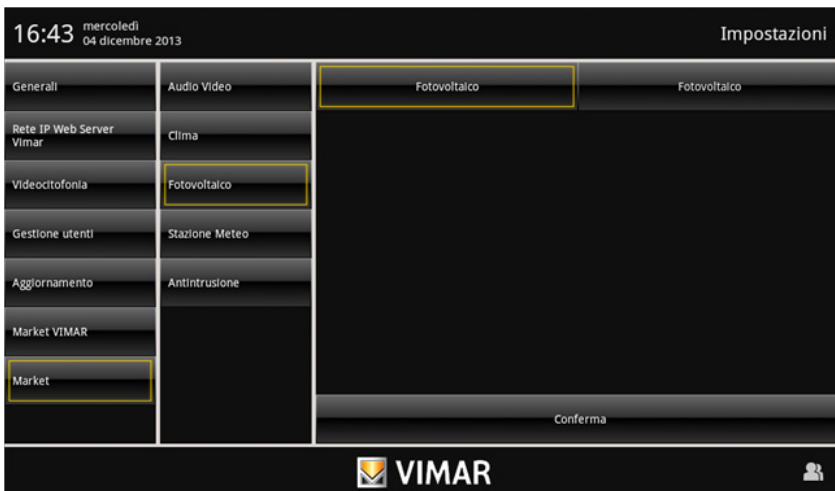 16:43 mercoledì
04 dicembre 2013
Impostazioni
Generali
Rete IP Web Server
Vimar
Videocitofonia
Gestione utenti
Aggiornamento
Market VIMAR
Market
Audio Video
Clima
Fotovoltaico
Stazione Meteo
Antintrusione
Fotovoltaico
Fotovoltaico
Conferma
VIMAR